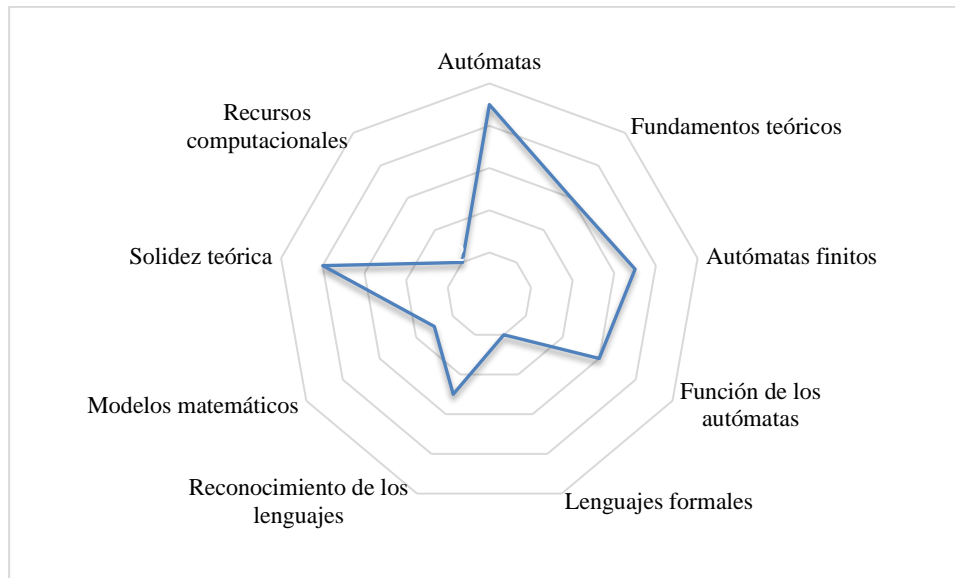 Autómatas
Fundamentos teóricos
Autómatas finitos
Función de los
autómatas
Lenguajes formales
Reconocimiento de los
lenguajes
Modelos matemáticos
Solidez teórica
Recursos
computacionales